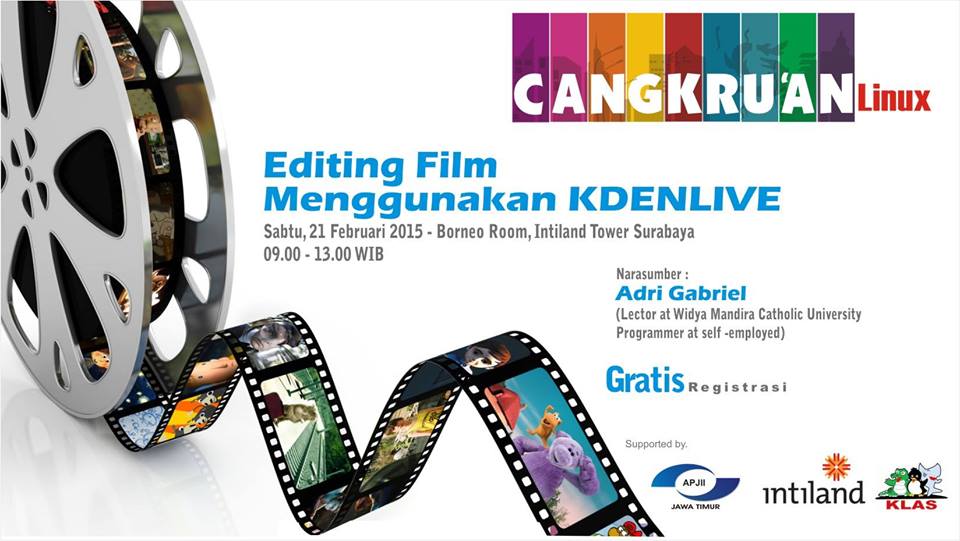 CANGKRU'AN Linux
Editing Film
Menggunakan KDENLIVE
Sabtu, 21 Februari 2015 - Borneo Room, Intiland Tower Surabaya
09.00 - 13.00 WIB
Narasumber :
Adri Gabriel
(Lector at Widya Mandira Catholic University
Programmer at self -employed)
Gratis Registrasi
Supported by.
APJII
JAWA TIMUR
intiland
KLAS